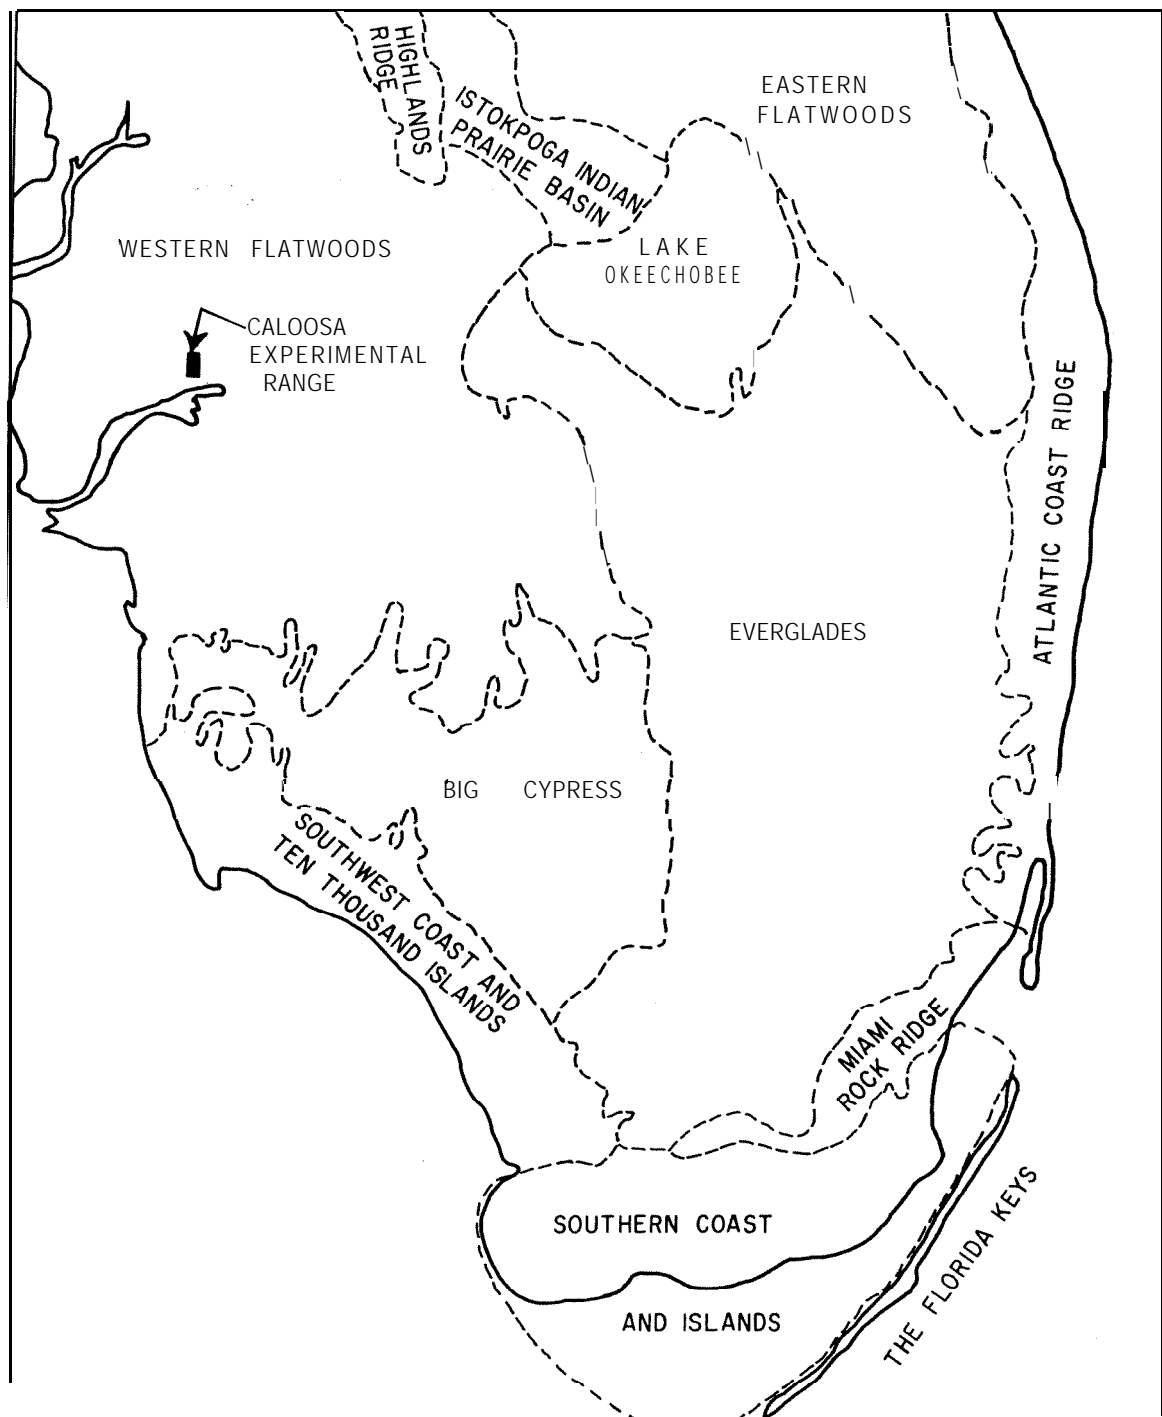 HIGHLANDS
RIDGE
ISTOKPOGA INDIAN
PRAIRIE BASIN
EASTERN
FLATWOODS
WESTERN FLATWOODS
LAKE
OKEECHOBEE
CALOOSA
EXPERIMENTAL
RANGE
ATLANTIC COAST RIDGE
EVERGLADES
BIG CYPRESS
SOUTHWEST COAST AND
TEN THOUSAND ISLANDS
MIAMI
ROCK RIDGE
SOUTHERN COAST
AND ISLANDS
THE FLORIDA KEYS